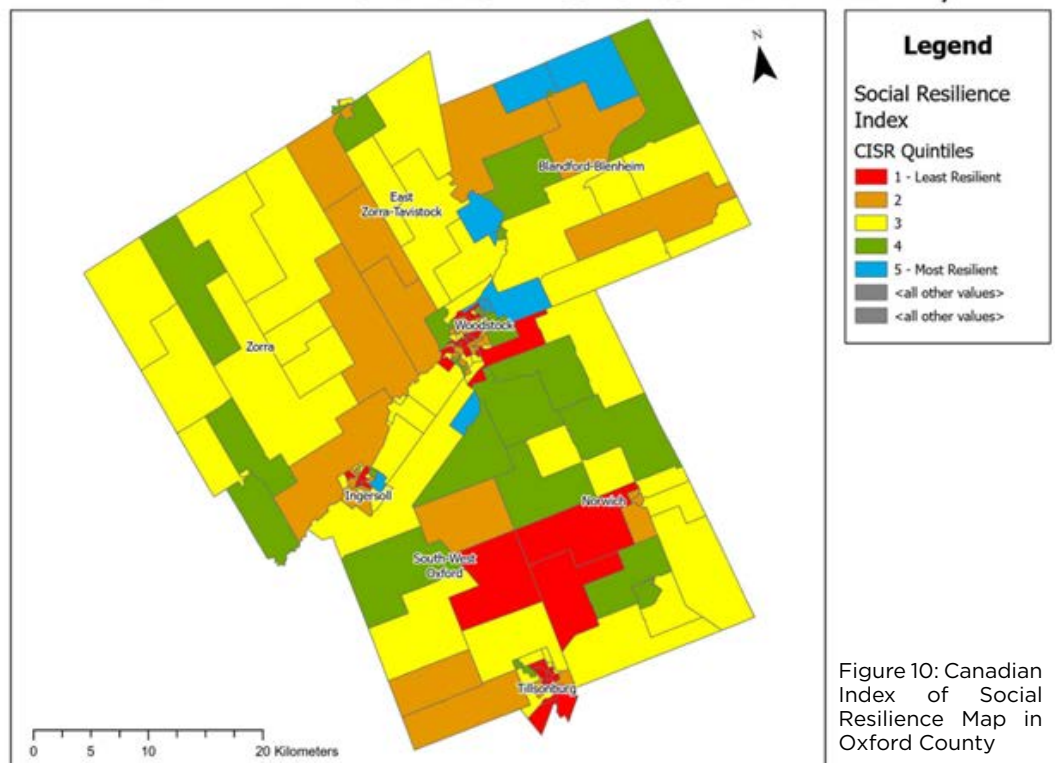 N
Blandford-Blenheim
East
Zorra-Tavistock
Woodstock
Zorra
Ingersoll
Norwich
South-West
Oxford
Tillsonburg
0 5 10 20 Kilometers
Legend
Social Resilience
Index
CISR Quintiles
1 - Least Resilient
2
3
4
5 - Most Resilient
<all other values>
<all other values>
Figure 10: Canadian
Index of Social
Resilience Map in
Oxford County